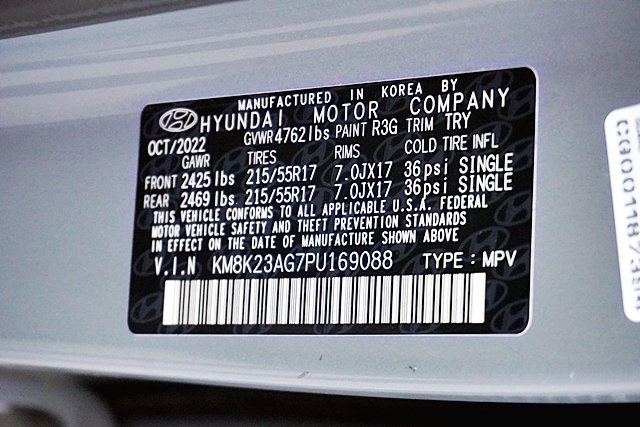 MANUFACTURED IN KOREA BY
HYUNDAI MOTOR COMPANY
OCT/2022 GVWR4762lbs PAINT R3G TRIM TRY
GAWR TIRES RIMS COLD TIRE INFL
FRONT 2425lbs 215/55R17 7.0JX17 36psi SINGLE
REAR 2469lbs 215/55R17 7.0JX17 36psi SINGLE
THIS VEHICLE CONFORMS TO ALL APPLICABLE U.S.A. FEDERAL
MOTOR VEHICLE SAFETY AND THEFT PREVENTION STANDARDS
IN EFFECT ON THE DATE OF MANUFACTURE SHOWN ABOVE
V.I.N KM8K23AG7PU169088 TYPE: MPV